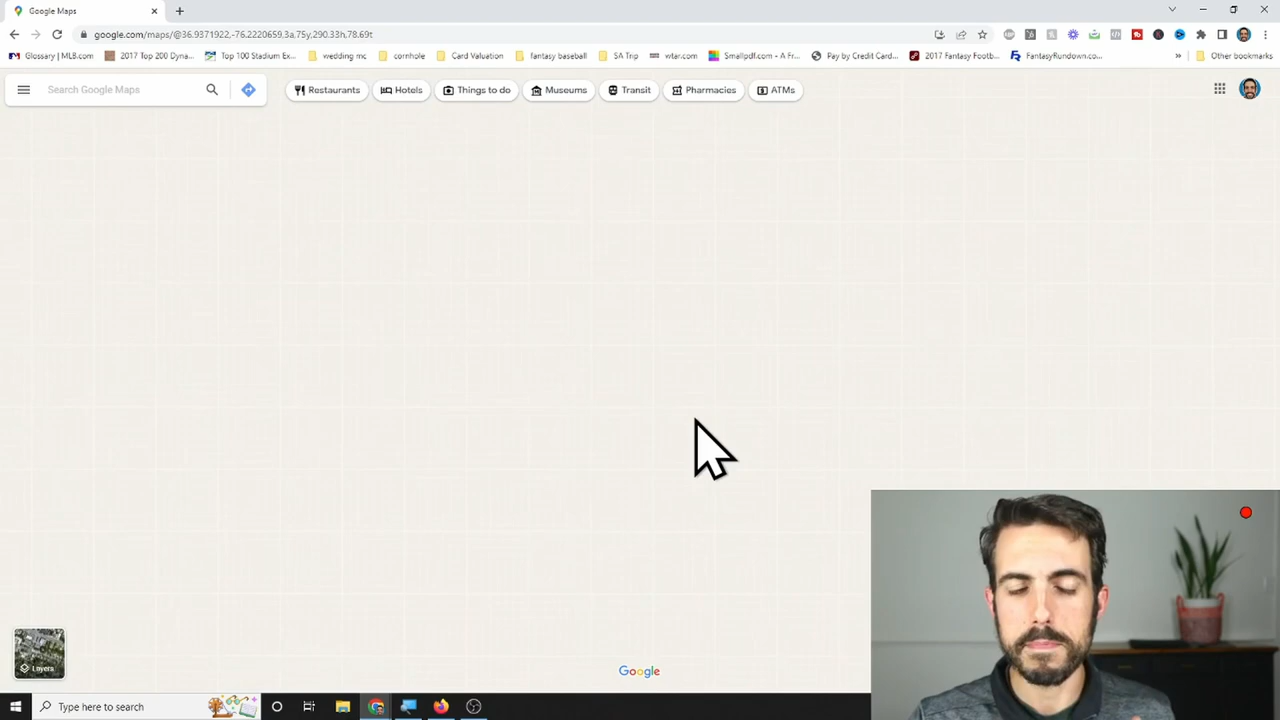 Google Maps
google.com/maps/@36.9371922,-76.2220659,3a,75y,290.33h,78.69t
Glossary | MLB.com
2017 Top 200 Dyna...
Top 100 Stadium Ex...
wedding mc
cornhole
Card Valuation
fantasy baseball
SA Trip
wtar.com
Smallpdf.com - A Fr...
Pay by Credit Card...
2017 Fantasy Footb...
FantasyRundown.co...
»
Other bookmarks
Search Google Maps
Restaurants
Hotels
Things to do
Museums
Transit
Pharmacies
ATMs
Layers
Google
Type here to search